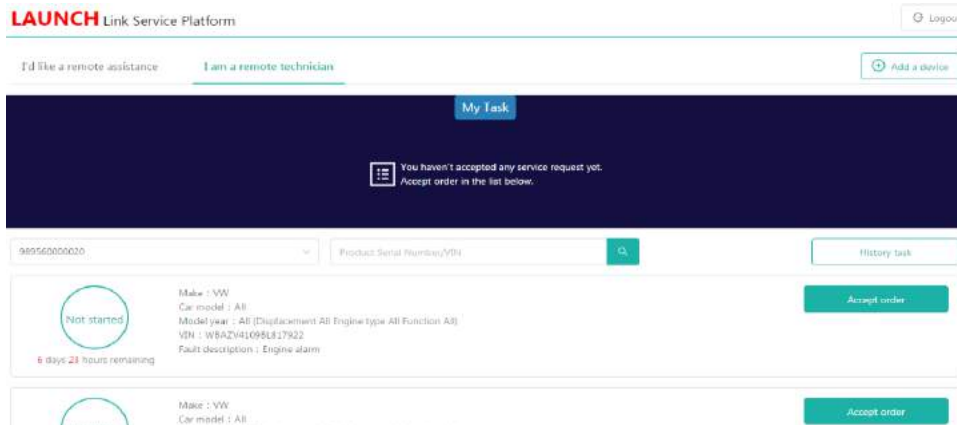 LAUNCH Link Service Platform
Logou
I'd like a remote assistance
I am a remote technician
Add a device
My Task
You haven't accepted any service request yet.
Accept order in the list below.
989560000020
Product Serial Number/VIN
History task
Not started
6 days 23 hours remaining
Make : VW
Car model : All
Model year : All (Displacement All Engine type All Function All)
VIN : WBAZV41098L817922
Fault description : Engine alarm
Accept order
Make : VW
Car model : All
Accept order